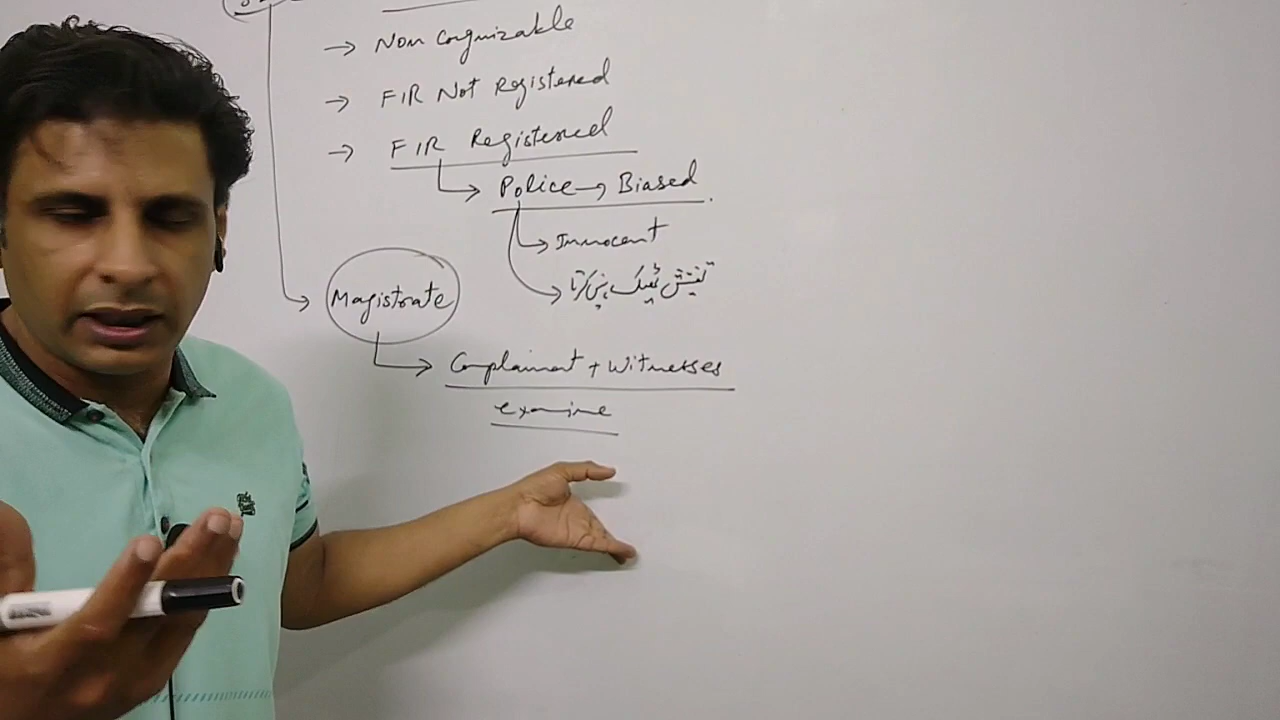 → Non Cognizable
→ FIR Not Registered
→ FIR Registered
Police → Biased
Innocent
تفتیش ٹھیک نہیں کرتا
Magistrate
Complainant + Witnesses
examine